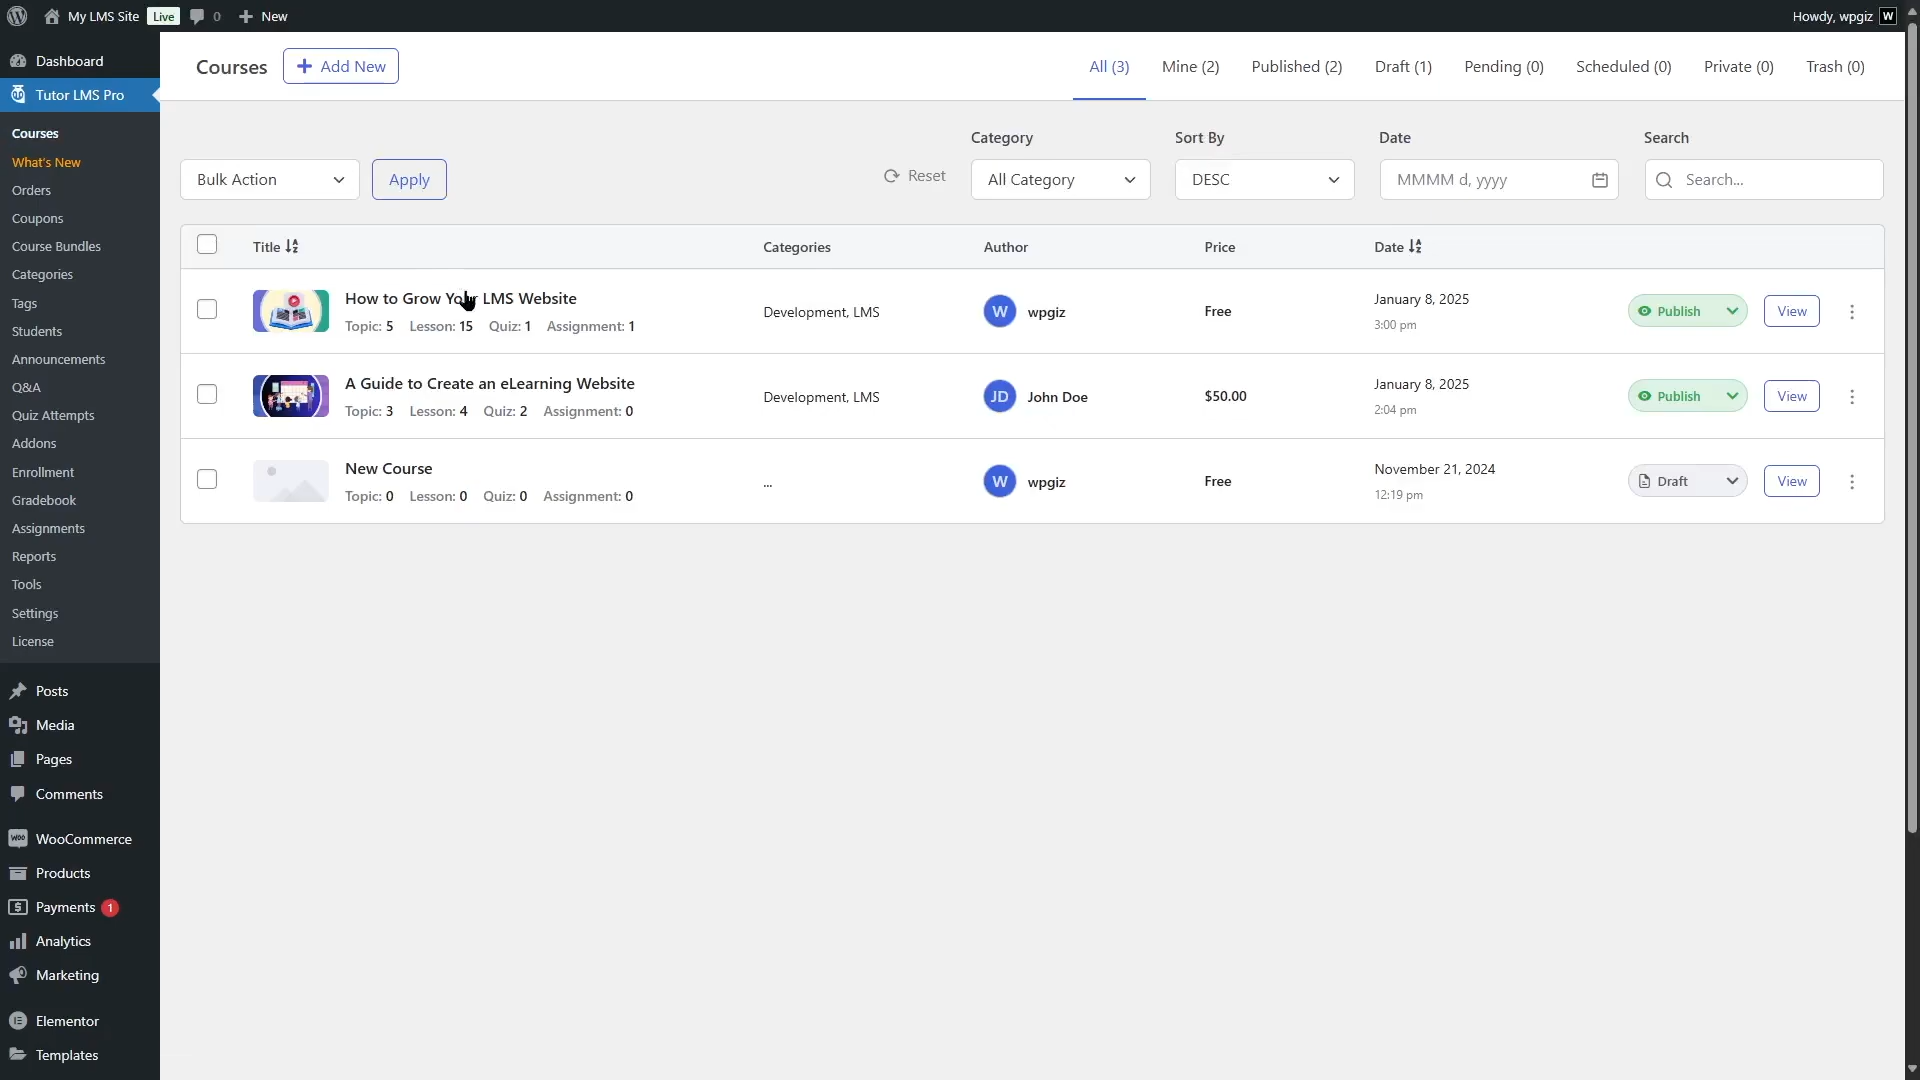 My LMS Site Live 0 New
Howdy, wpgiz W
Dashboard
Tutor LMS Pro
Courses
What's New
Orders
Coupons
Course Bundles
Categories
Tags
Students
Announcements
Q&A
Quiz Attempts
Addons
Enrollment
Gradebook
Assignments
Reports
Tools
Settings
License
Posts
Media
Pages
Comments
WooCommerce
Products
Payments 1
Analytics
Marketing
Elementor
Templates
Courses Add New
All (3) Mine (2) Published (2) Draft (1) Pending (0) Scheduled (0) Private (0) Trash (0)
Category Sort By Date Search
Bulk Action Apply Reset All Category DESC MMMM d, yyyy Search...
Title Categories Author Price Date
How to Grow Your LMS Website
Topic: 5 Lesson: 15 Quiz: 1 Assignment: 1
Development, LMS
W wpgiz
Free
January 8, 2025
3:00 pm
Publish View
A Guide to Create an eLearning Website
Topic: 3 Lesson: 4 Quiz: 2 Assignment: 0
Development, LMS
JD John Doe
$50.00
January 8, 2025
2:04 pm
Publish View
New Course
Topic: 0 Lesson: 0 Quiz: 0 Assignment: 0
...
W wpgiz
Free
November 21, 2024
12:19 pm
Draft View